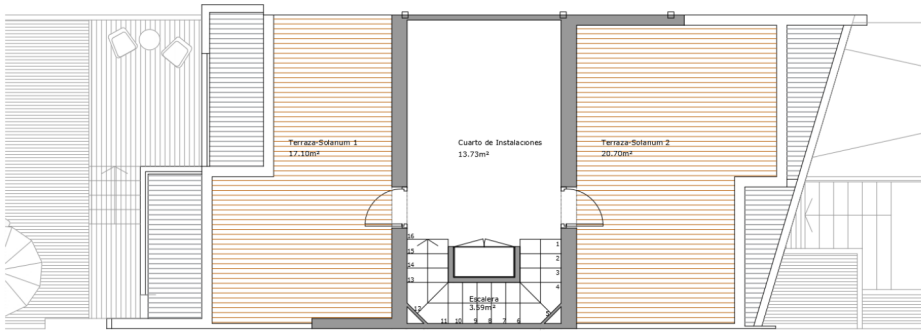 Terraza-Solanum 1
17.10m²
Cuarto de Instalaciones
13.73m²
Terraza-Solanum 2
20.70m²
16
15
14
13
12
11
10
9
8
7
6
5
4
3
2
1
Escalera
3.59m²